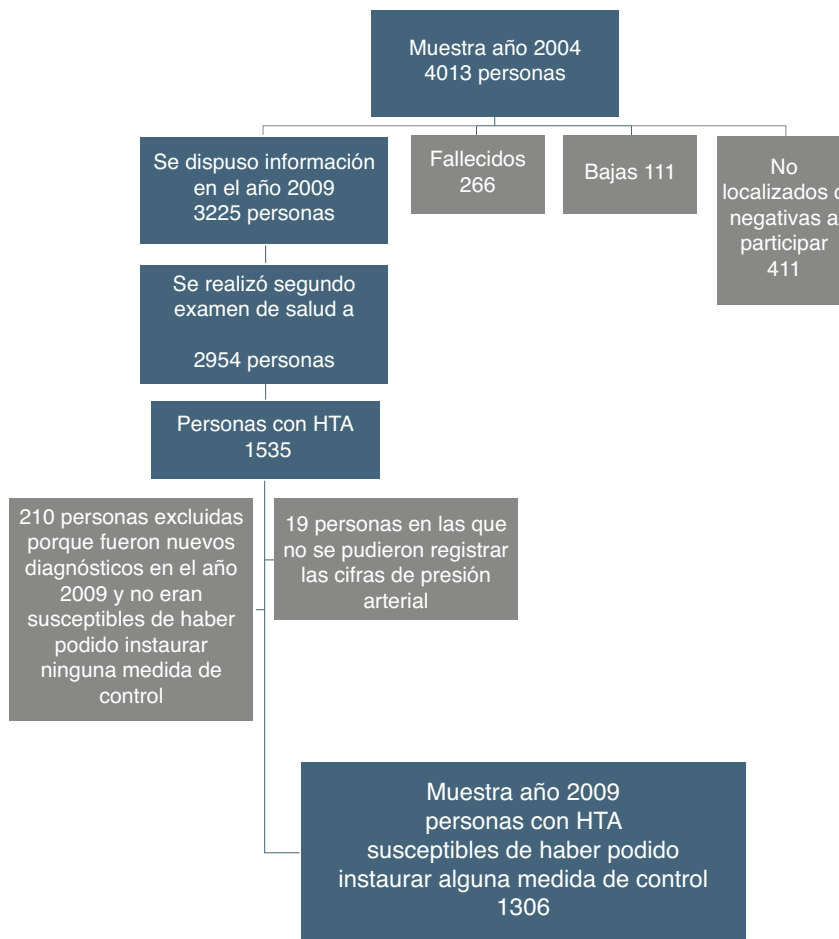 Muestra año 2004
4013 personas
Se dispuso información
en el año 2009
3225 personas
Fallecidos
266
Bajas 111
No
localizados o
negativas a
participar
411
Se realizó segundo
examen de salud a
2954 personas
Personas con HTA
1535
210 personas excluidas
porque fueron nuevos
diagnósticos en el año
2009 y no eran
susceptibles de haber
podido instaurar
ninguna medida de
control
19 personas en las que
no se pudieron registrar
las cifras de presión
arterial
Muestra año 2009
personas con HTA
susceptibles de haber podido
instaurar alguna medida de control
1306